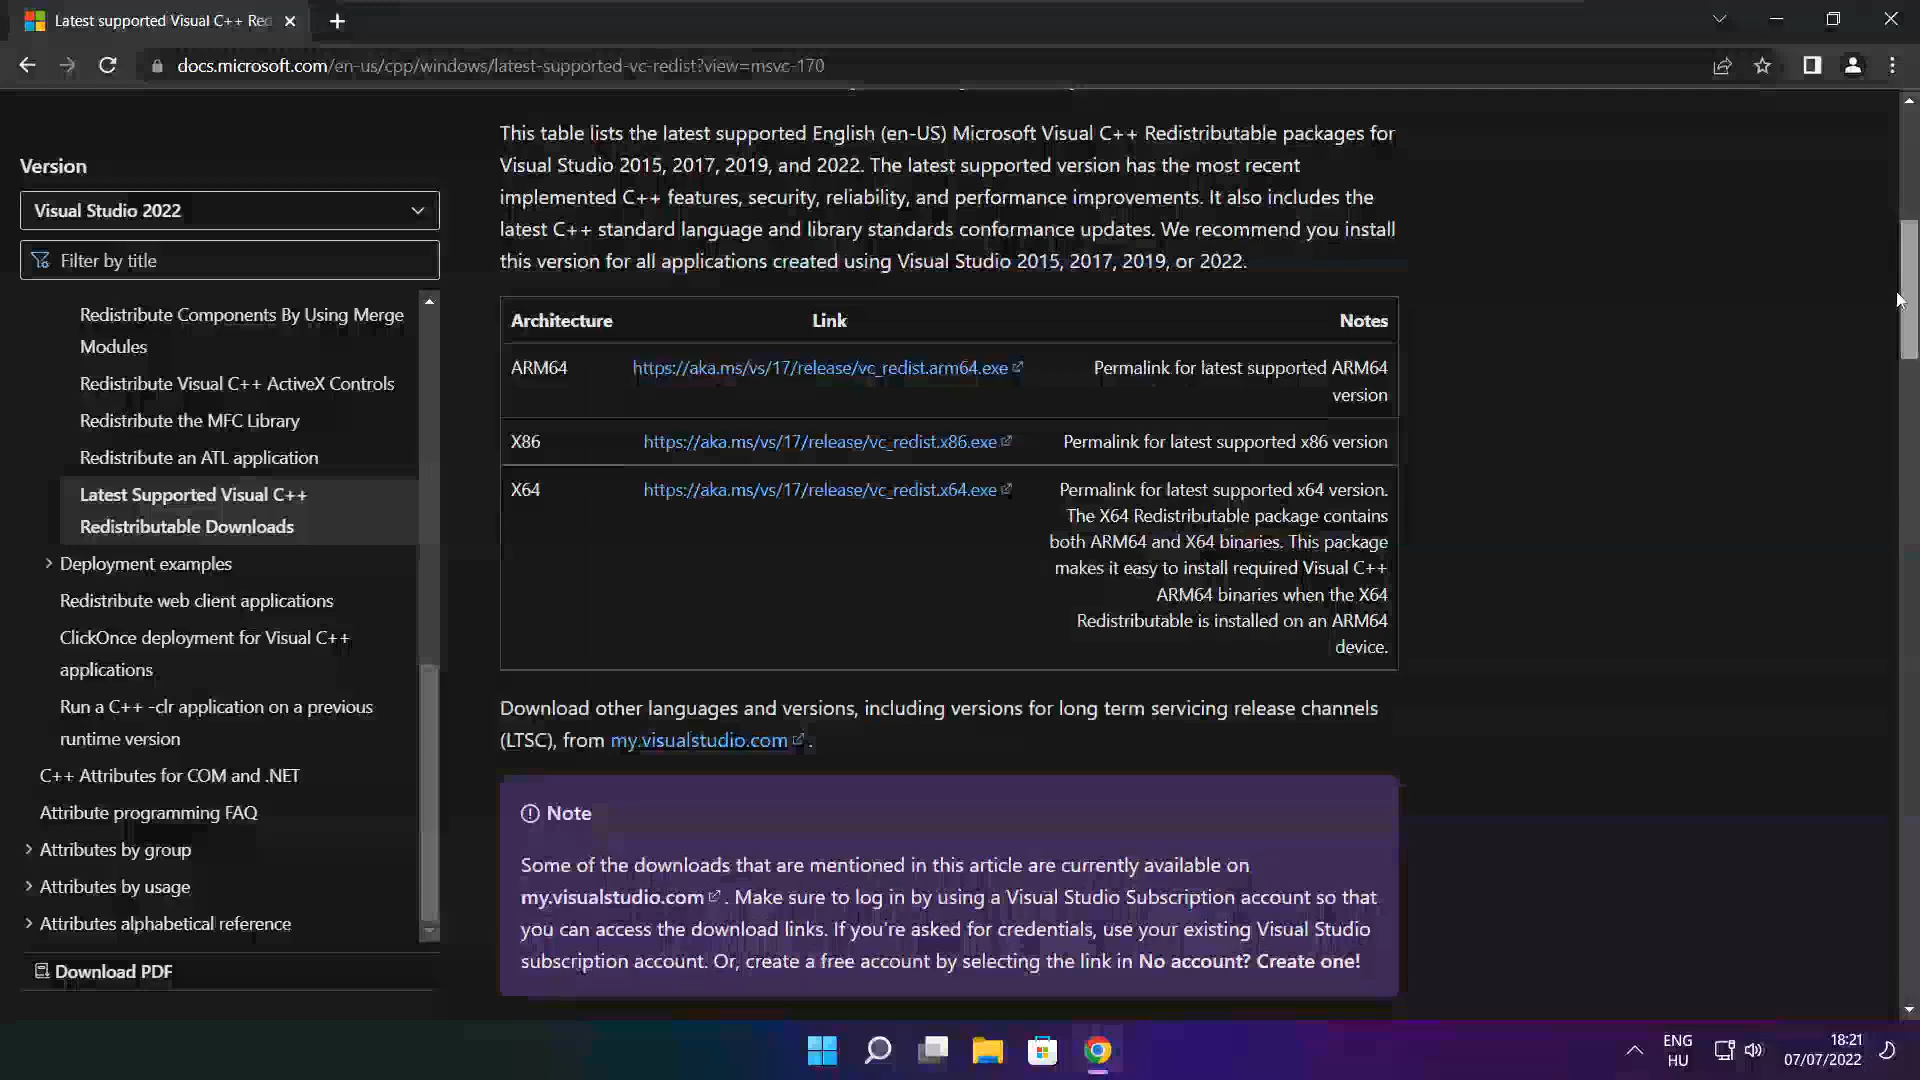 Latest supported Visual C++ Red
docs.microsoft.com/en-us/cpp/windows/latest-supported-vc-redist?view=msvc-170
Version
Visual Studio 2022
Filter by title
Redistribute Components By Using Merge
Modules
Redistribute Visual C++ ActiveX Controls
Redistribute the MFC Library
Redistribute an ATL application
Latest Supported Visual C++
Redistributable Downloads
Deployment examples
Redistribute web client applications
ClickOnce deployment for Visual C++
applications
Run a C++ -clr application on a previous
runtime version
C++ Attributes for COM and .NET
Attribute programming FAQ
Attributes by group
Attributes by usage
Attributes alphabetical reference
Download PDF
This table lists the latest supported English (en-US) Microsoft Visual C++ Redistributable packages for
Visual Studio 2015, 2017, 2019, and 2022. The latest supported version has the most recent
implemented C++ features, security, reliability, and performance improvements. It also includes the
latest C++ standard language and library standards conformance updates. We recommend you install
this version for all applications created using Visual Studio 2015, 2017, 2019, or 2022.
Architecture Link Notes
ARM64 https://aka.ms/vs/17/release/vc_redist.arm64.exe Permalink for latest supported ARM64
version
X86 https://aka.ms/vs/17/release/vc_redist.x86.exe Permalink for latest supported x86 version
X64 https://aka.ms/vs/17/release/vc_redist.x64.exe Permalink for latest supported x64 version.
The X64 Redistributable package contains
both ARM64 and X64 binaries. This package
makes it easy to install required Visual C++
ARM64 binaries when the X64
Redistributable is installed on an ARM64
device.
Download other languages and versions, including versions for long term servicing release channels
(LTSC), from my.visualstudio.com .
Note
Some of the downloads that are mentioned in this article are currently available on
my.visualstudio.com . Make sure to log in by using a Visual Studio Subscription account so that
you can access the download links. If you're asked for credentials, use your existing Visual Studio
subscription account. Or, create a free account by selecting the link in No account? Create one!
ENG
HU
18:21
07/07/2022